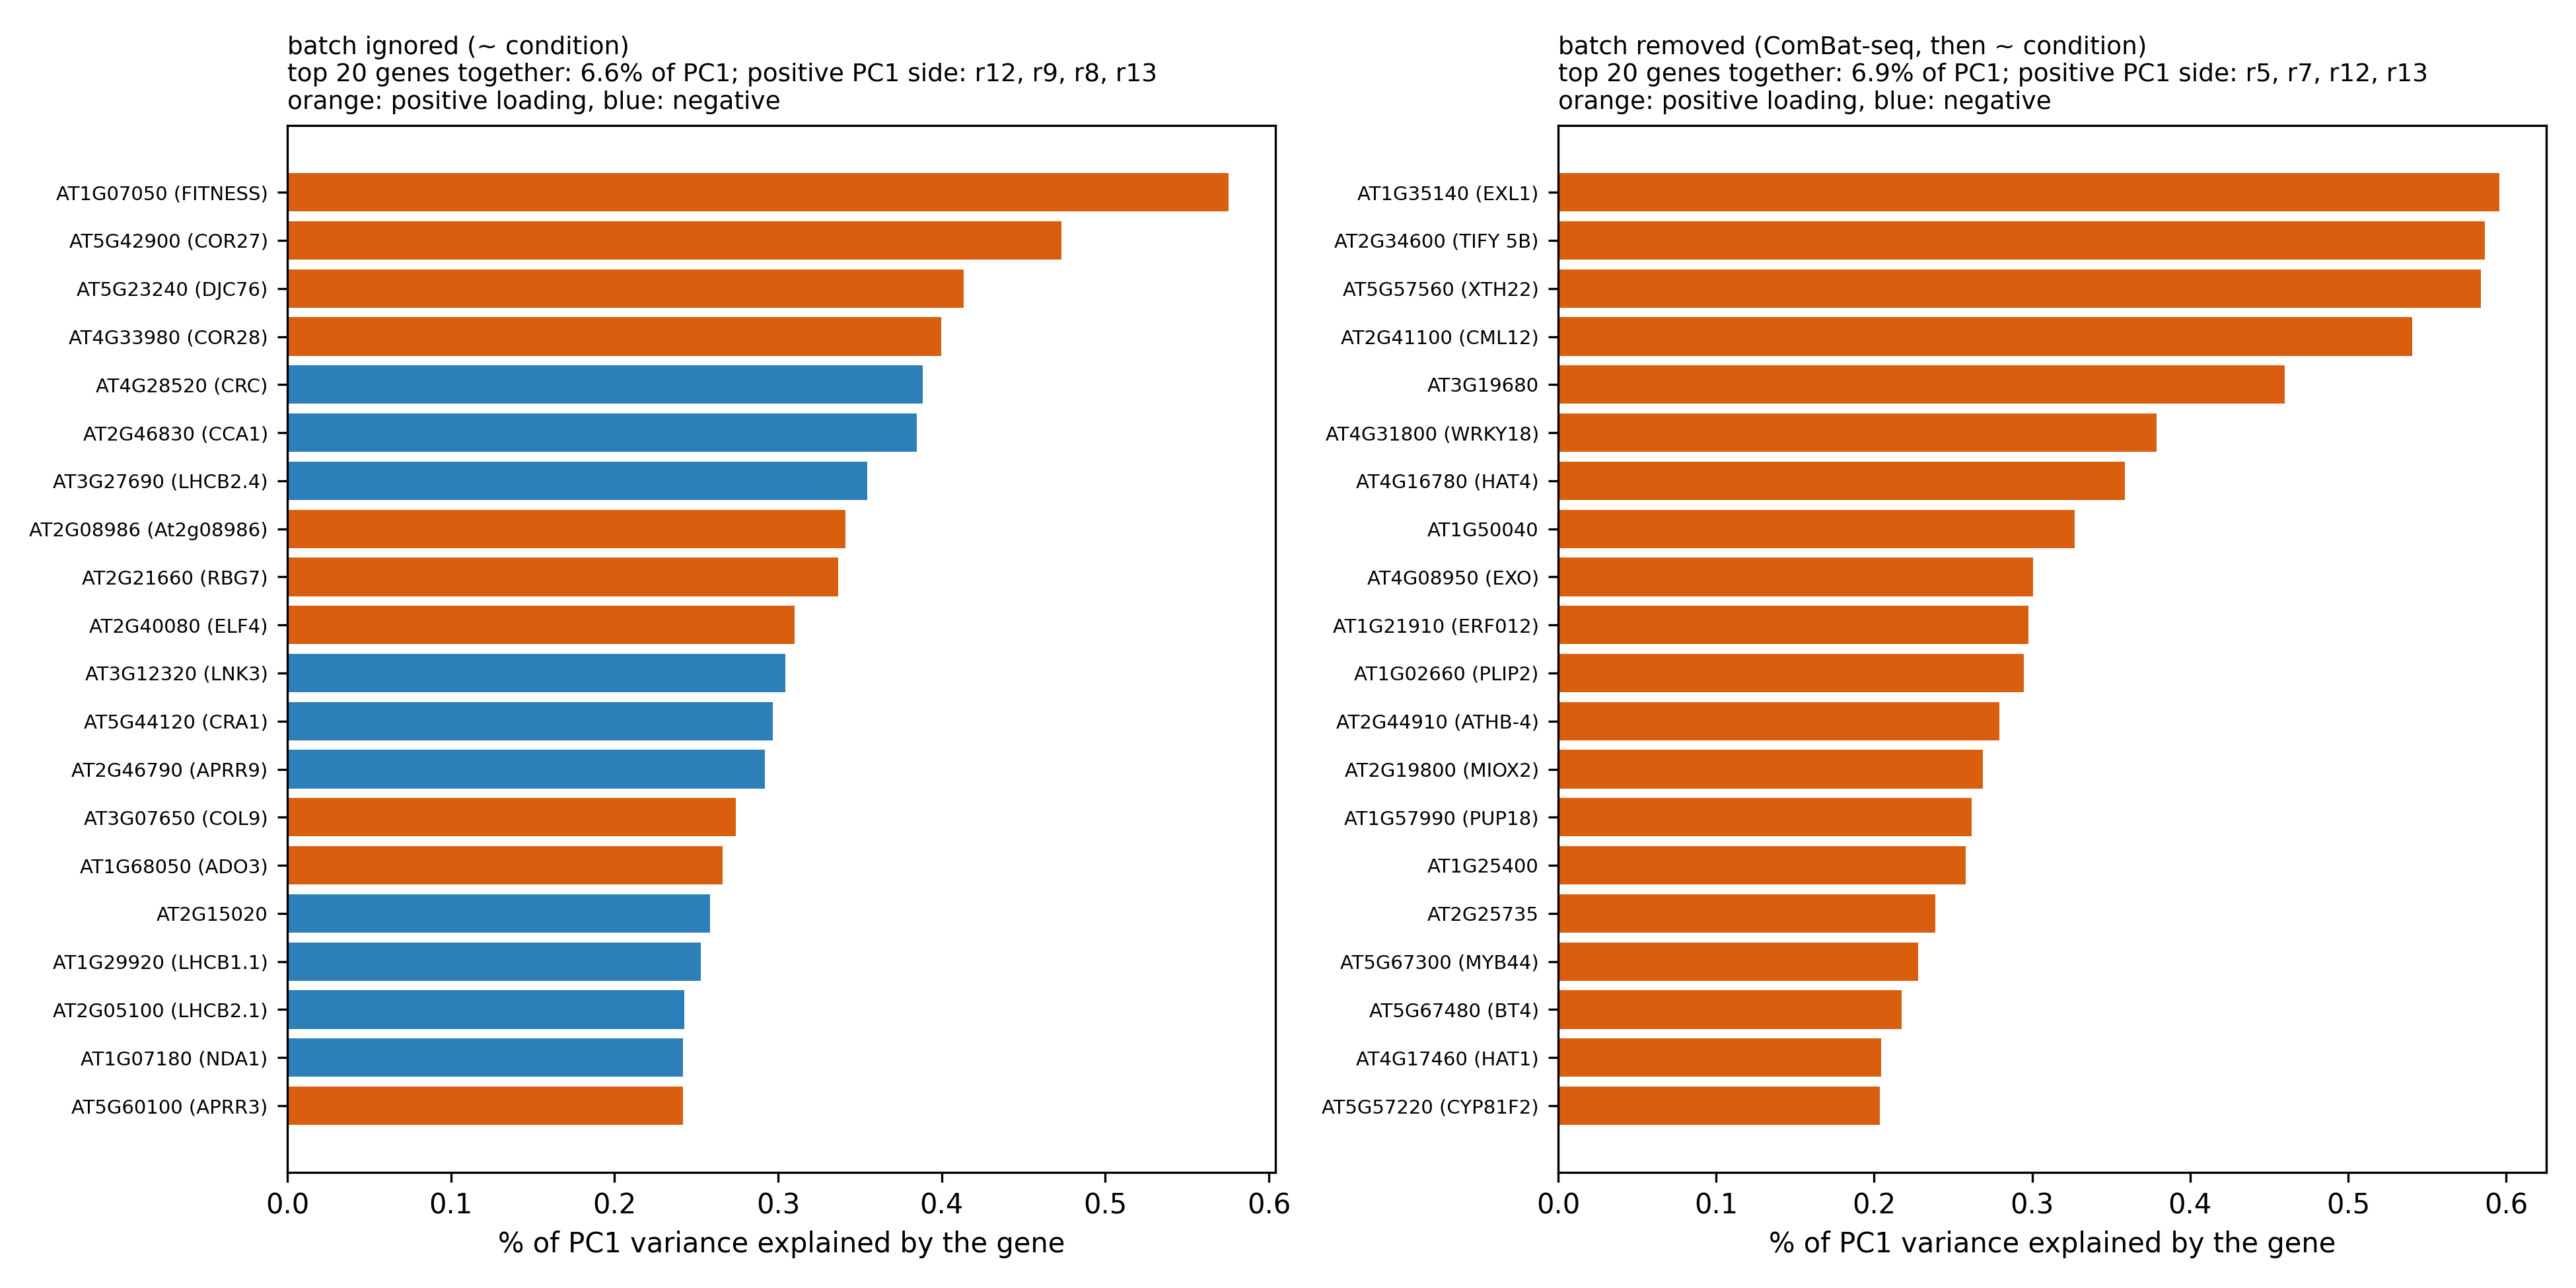 batch ignored (~ condition)
top 20 genes together: 6.6% of PC1; positive PC1 side: r12, r9, r8, r13
orange: positive loading, blue: negative
AT1G07050 (FITNESS)
AT5G42900 (COR27)
AT5G23240 (DJC76)
AT4G33980 (COR28)
AT4G28520 (CRC)
AT2G46830 (CCA1)
AT3G27690 (LHCB2.4)
AT2G08986 (At2g08986)
AT2G21660 (RBG7)
AT2G40080 (ELF4)
AT3G12320 (LNK3)
AT5G44120 (CRA1)
AT2G46790 (APRR9)
AT3G07650 (COL9)
AT1G68050 (ADO3)
AT2G15020
AT1G29920 (LHCB1.1)
AT2G05100 (LHCB2.1)
AT1G07180 (NDA1)
AT5G60100 (APRR3)
0.0 0.1 0.2 0.3 0.4 0.5 0.6
% of PC1 variance explained by the gene
batch removed (ComBat-seq, then ~ condition)
top 20 genes together: 6.9% of PC1; positive PC1 side: r5, r7, r12, r13
orange: positive loading, blue: negative
AT1G35140 (EXL1)
AT2G34600 (TIFY 5B)
AT5G57560 (XTH22)
AT2G41100 (CML12)
AT3G19680
AT4G31800 (WRKY18)
AT4G16780 (HAT4)
AT1G50040
AT4G08950 (EXO)
AT1G21910 (ERF012)
AT1G02660 (PLIP2)
AT2G44910 (ATHB-4)
AT2G19800 (MIOX2)
AT1G57990 (PUP18)
AT1G25400
AT2G25735
AT5G67300 (MYB44)
AT5G67480 (BT4)
AT4G17460 (HAT1)
AT5G57220 (CYP81F2)
0.0 0.1 0.2 0.3 0.4 0.5 0.6
% of PC1 variance explained by the gene